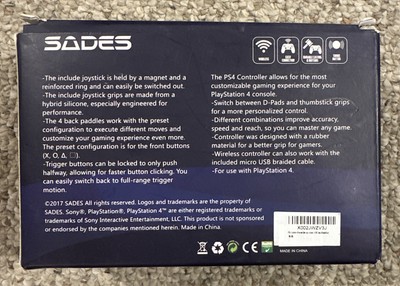 SADES
-The include joystick is held by a magnet and a
reinforced ring and can easily be switched out.
-The include joystick grips are made from a
hybrid silicone, especially engineered for
performance.
-The 4 back paddles work with the preset
configuration to execute different moves and
customize your gaming experience even more.
The preset configuration is for the front buttons
(X, O, Δ, □).
-Trigger buttons can be locked to only push
halfway, allowing for faster button clicking. You
can easily switch back to full-range trigger
motion.
The PS4 Controller allows for the most
customizable gaming experience for your
PlayStation 4 console.
-Switch between D-Pads and thumbstick grips
for a more personalized control.
-Different combinations improve accuracy,
speed and reach, so you can master any game.
-Controller was designed with a rubber
material for a better grip for gamers.
-Wireless controller can also work with the
included micro USB braided cable.
-For use with PlayStation 4.
©2017 SADES All rights reserved. Logos and trademarks are the property of
SADES. Sony®, PlayStation®, PlayStation 4™ are either registered trademarks or
trademarks of Sony Interactive Entertainment, LLC. This product is not sponsored
or endorsed by the companies mentioned herein. Made in China